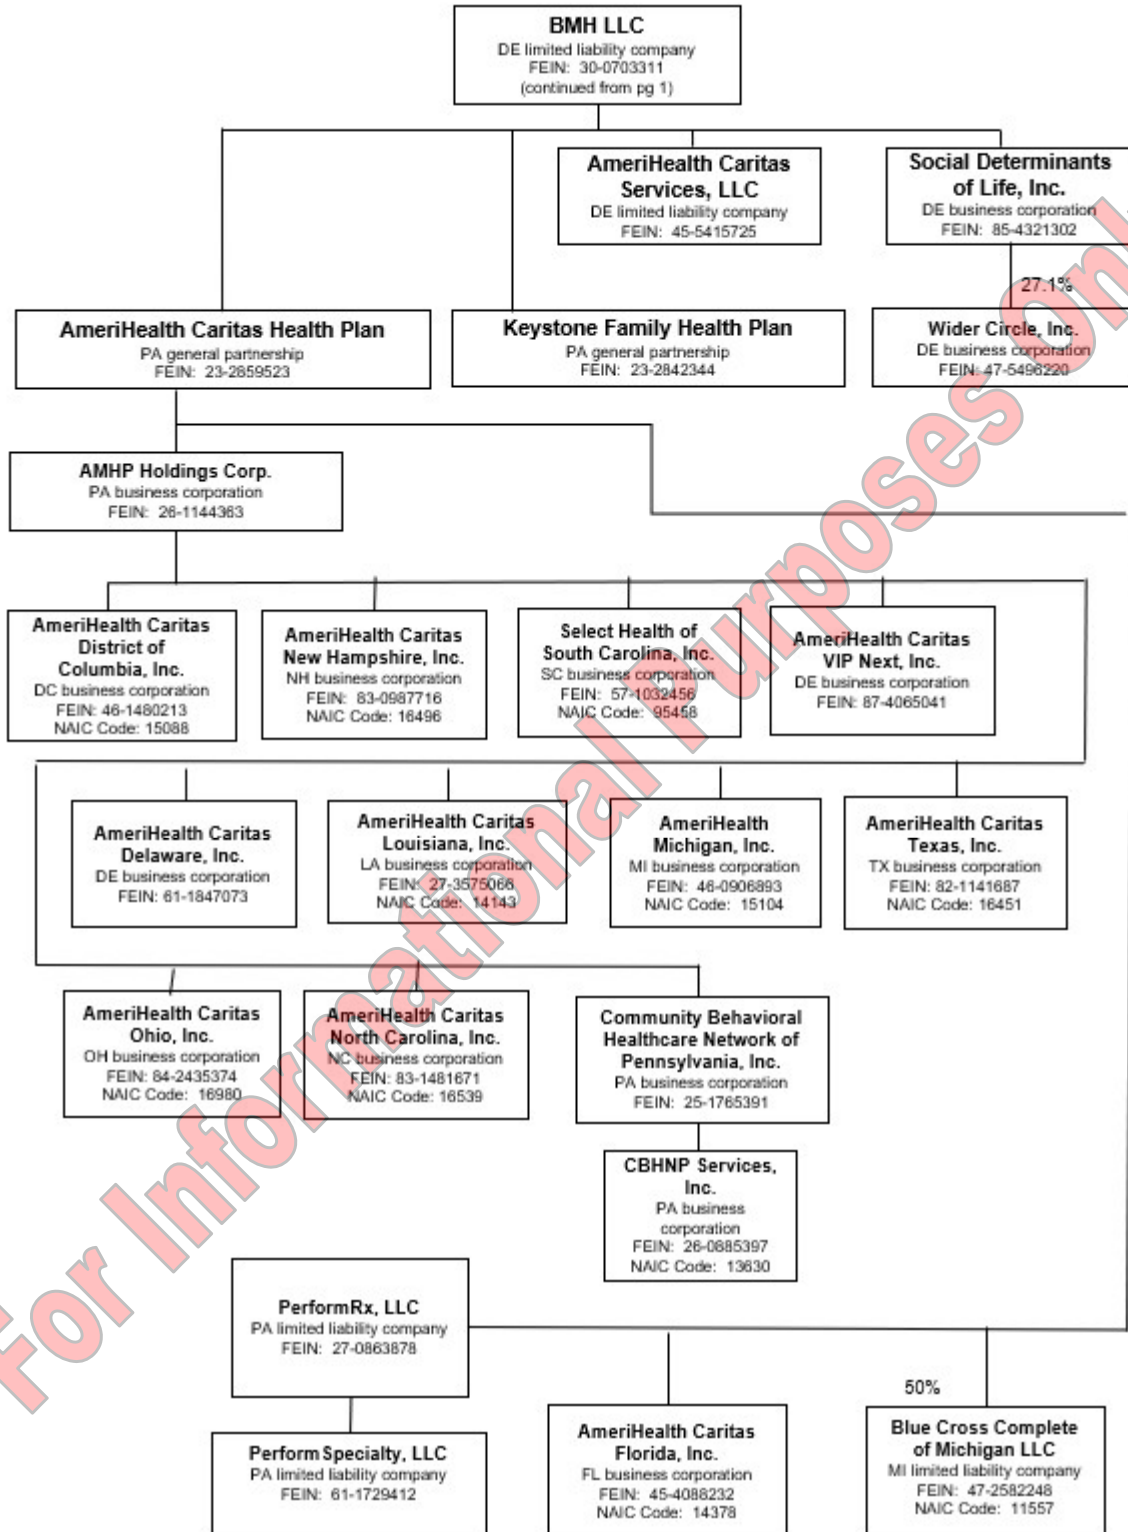 BMH LLC
DE limited liability company
FEIN: 30-0703311
(continued from pg 1)
AmeriHealth Caritas
Services, LLC
DE limited liability company
FEIN: 45-5415725
Social Determinants
of Life, Inc.
DE business corporation
FEIN: 85-4321302
27.1%
AmeriHealth Caritas Health Plan
PA general partnership
FEIN: 23-2859523
Keystone Family Health Plan
PA general partnership
FEIN: 23-2842344
Wider Circle, Inc.
DE business corporation
FEIN: 47-5496220
AMHP Holdings Corp.
PA business corporation
FEIN: 26-1144363
AmeriHealth Caritas
District of
Columbia, Inc.
DC business corporation
FEIN: 46-1480213
NAIC Code: 15088
AmeriHealth Caritas
New Hampshire, Inc.
NH business corporation
FEIN: 83-0987716
NAIC Code: 16496
Select Health of
South Carolina, Inc.
SC business corporation
FEIN: 57-1032456
NAIC Code: 95458
AmeriHealth Caritas
VIP Next, Inc.
DE business corporation
FEIN: 87-4065041
AmeriHealth Caritas
Delaware, Inc.
DE business corporation
FEIN: 61-1847073
AmeriHealth Caritas
Louisiana, Inc.
LA business corporation
FEIN: 27-3575066
NAIC Code: 14143
AmeriHealth
Michigan, Inc.
MI business corporation
FEIN: 46-0906893
NAIC Code: 15104
AmeriHealth Caritas
Texas, Inc.
TX business corporation
FEIN: 82-1141687
NAIC Code: 16451
AmeriHealth Caritas
Ohio, Inc.
OH business corporation
FEIN: 84-2435374
NAIC Code: 16980
AmeriHealth Caritas
North Carolina, Inc.
NC business corporation
FEIN: 83-1481671
NAIC Code: 16539
Community Behavioral
Healthcare Network of
Pennsylvania, Inc.
PA business corporation
FEIN: 25-1765391
CBHNP Services,
Inc.
PA business
corporation
FEIN: 26-0885397
NAIC Code: 13630
PerformRx, LLC
PA limited liability company
FEIN: 27-0863878
50%
Perform Specialty, LLC
PA limited liability company
FEIN: 61-1729412
AmeriHealth Caritas
Florida, Inc.
FL business corporation
FEIN: 45-4088232
NAIC Code: 14378
Blue Cross Complete
of Michigan LLC
MI limited liability company
FEIN: 47-2582248
NAIC Code: 11557
For Informational Purposes Only